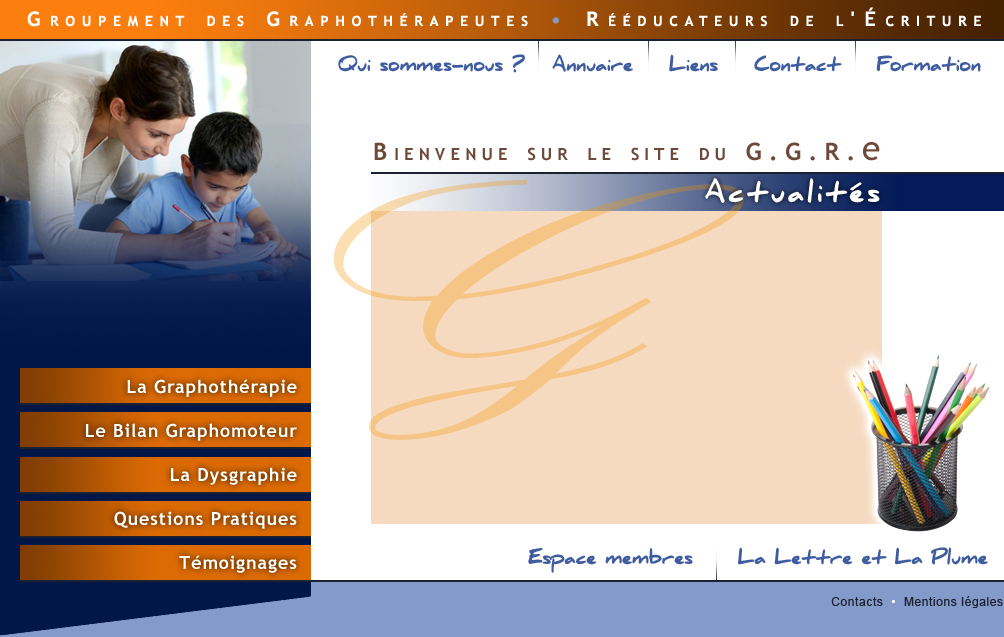 Groupement des Graphothérapeutes • Rééducateurs de l'Écriture
Qui sommes-nous ? Annuaire Liens Contact Formation
Bienvenue sur le site du G.G.R.e
Actualités
G
La Graphothérapie
Le Bilan Graphomoteur
La Dysgraphie
Questions Pratiques
Témoignages
Espace membres La Lettre et La Plume
Contacts • Mentions légales